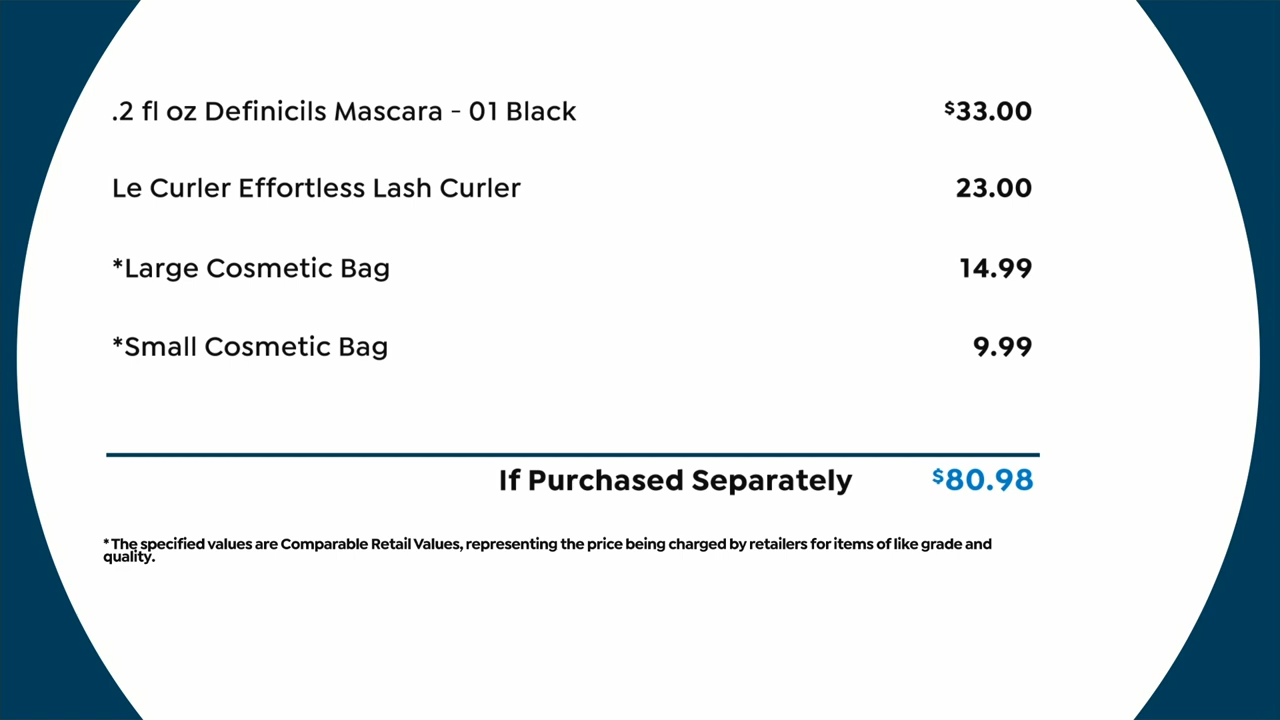 .2 fl oz Definicils Mascara - 01 Black $33.00
Le Curler Effortless Lash Curler 23.00
*Large Cosmetic Bag 14.99
*Small Cosmetic Bag 9.99
If Purchased Separately $80.98
*The specified values are Comparable Retail Values, representing the price being charged by retailers for items of like grade and
quality.